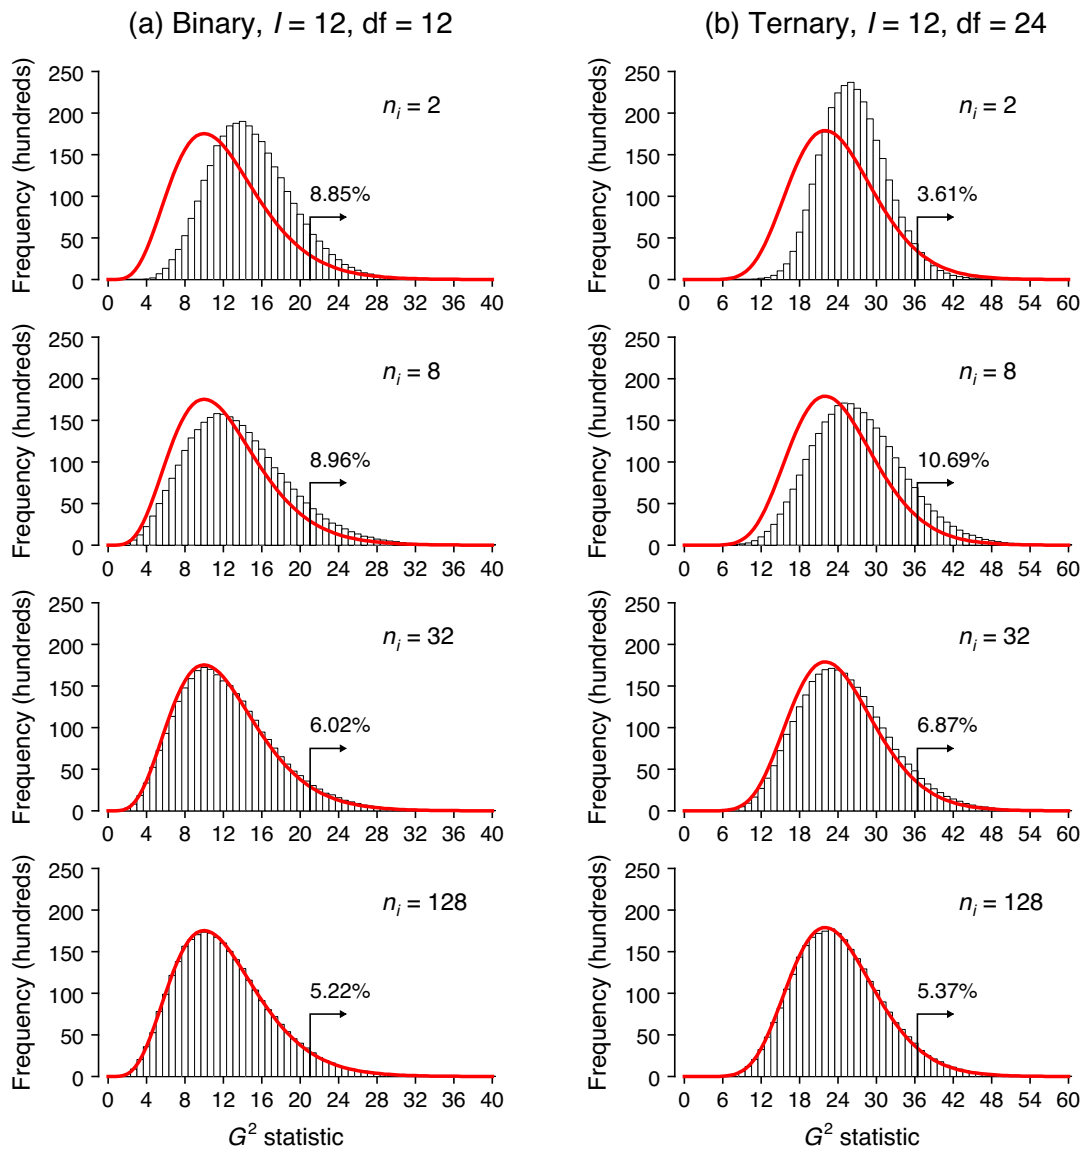 (a) Binary, I = 12, df = 12
(b) Ternary, I = 12, df = 24
Frequency (hundreds)
250
200
150
100
50
0
n_i = 2
8.85%
0 4 8 12 16 20 24 28 32 36 40
Frequency (hundreds)
250
200
150
100
50
0
n_i = 2
3.61%
0 6 12 18 24 30 36 42 48 54 60
Frequency (hundreds)
250
200
150
100
50
0
n_i = 8
8.96%
0 4 8 12 16 20 24 28 32 36 40
Frequency (hundreds)
250
200
150
100
50
0
n_i = 8
10.69%
0 6 12 18 24 30 36 42 48 54 60
Frequency (hundreds)
250
200
150
100
50
0
n_i = 32
6.02%
0 4 8 12 16 20 24 28 32 36 40
Frequency (hundreds)
250
200
150
100
50
0
n_i = 32
6.87%
0 6 12 18 24 30 36 42 48 54 60
Frequency (hundreds)
250
200
150
100
50
0
n_i = 128
5.22%
0 4 8 12 16 20 24 28 32 36 40
G² statistic
Frequency (hundreds)
250
200
150
100
50
0
n_i = 128
5.37%
0 6 12 18 24 30 36 42 48 54 60
G² statistic